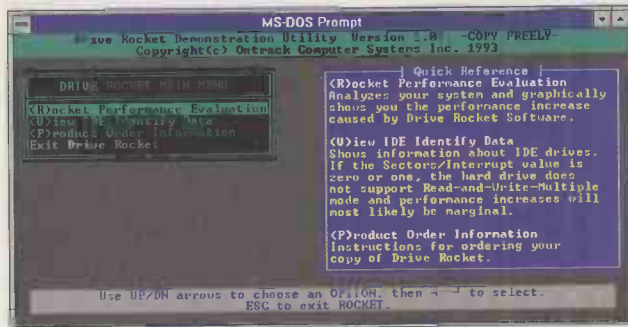 MS-DOS Prompt
Drive Rocket Demonstration Utility Version 1.0 -COPY FREELY-
Copyright(c) Ontrack Computer Systems Inc. 1993
DRIVE ROCKET MAIN MENU
(R)ocket Performance Evaluation
(V)iew IDE Identify Data
(P)roduct Order Information
Exit Drive Rocket
Quick Reference
(R)ocket Performance Evaluation
Analyzes your system and graphically
shows you the performance increase
caused by Drive Rocket Software.
(V)iew IDE Identify Data
Shows information about IDE drives.
If the Sectors/Interrupt value is
zero or one, the hard drive does
not support Read-and-Write-Multiple
mode and performance increases will
most likely be marginal.
(P)roduct Order Information
Instructions for ordering your
copy of Drive Rocket.
Use UP/DN arrows to choose an OPTION, then ◄─┘ to select.
ESC to exit ROCKET.